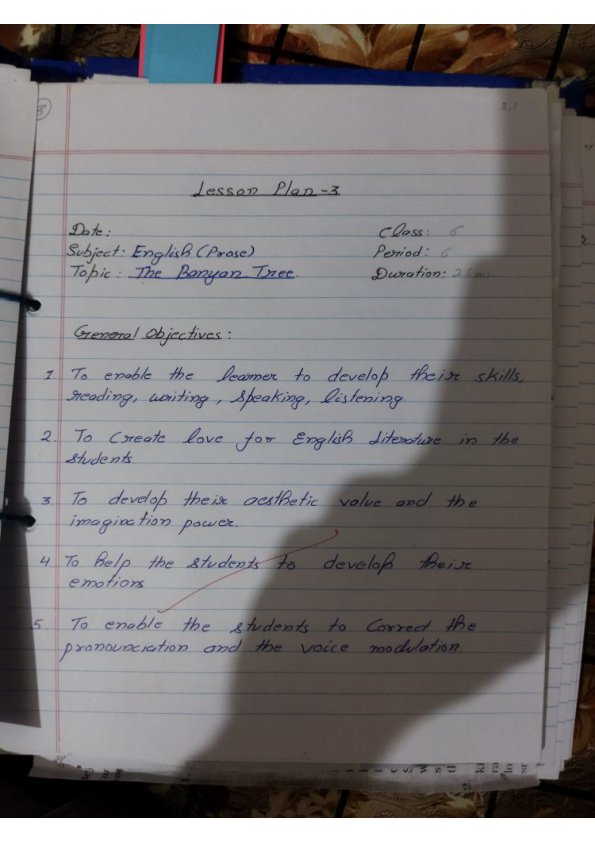 3
3,1
Lesson Plan-3
Date: Class: 6
Subject: English (Prose) Period: 6
Topic: The Banyan Tree. Duration:
General Objectives:
1. To enable the learner to develop their skills,
reading, writing, speaking, listening
2. To create love for English Literature in the
students.
3. To develop their aesthetic value and the
imagination power.
4 To help the students to develop their
emotions
5. To enable the students to correct the
pronounciation and the voice modulation